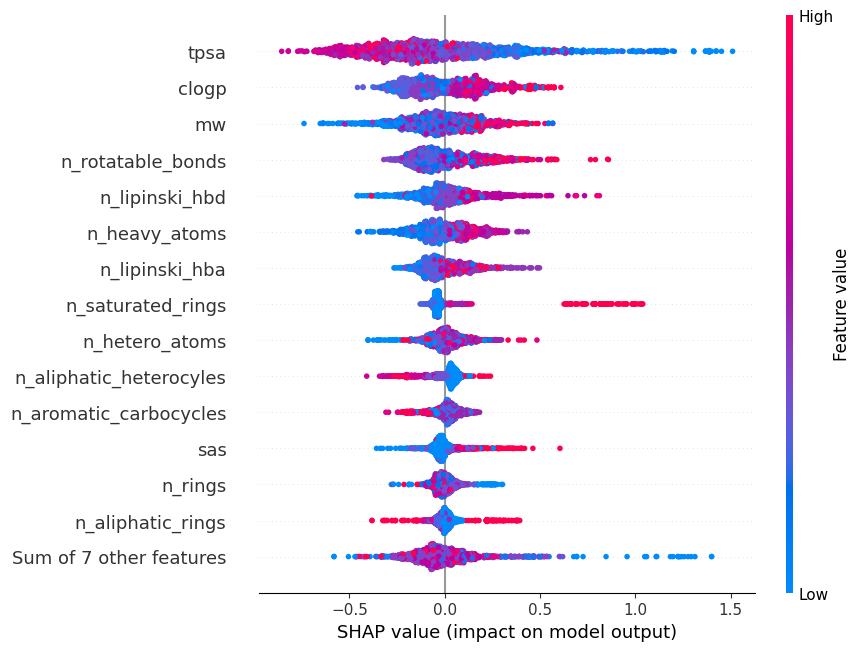 High
tpsa
clogp
mw
n_rotatable_bonds
n_lipinski_hbd
n_heavy_atoms
n_lipinski_hba
n_saturated_rings
n_hetero_atoms
n_aliphatic_heterocyles
n_aromatic_carbocycles
sas
n_rings
n_aliphatic_rings
Sum of 7 other features
Feature value
Low
−0.5 0.0 0.5 1.0 1.5
SHAP value (impact on model output)